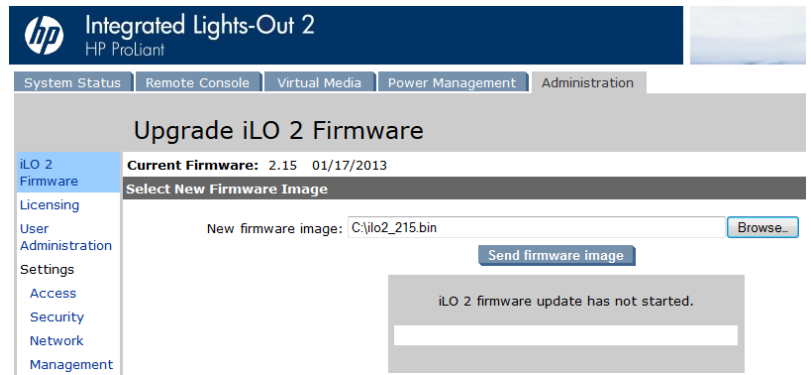 hp
Integrated Lights-Out 2
HP ProLiant
System Status Remote Console Virtual Media Power Management Administration
Upgrade iLO 2 Firmware
iLO 2
Firmware
Licensing
User
Administration
Settings
Access
Security
Network
Management
Current Firmware: 2.15 01/17/2013
Select New Firmware Image
New firmware image: C:\ilo2_215.bin Browse...
Send firmware image
iLO 2 firmware update has not started.